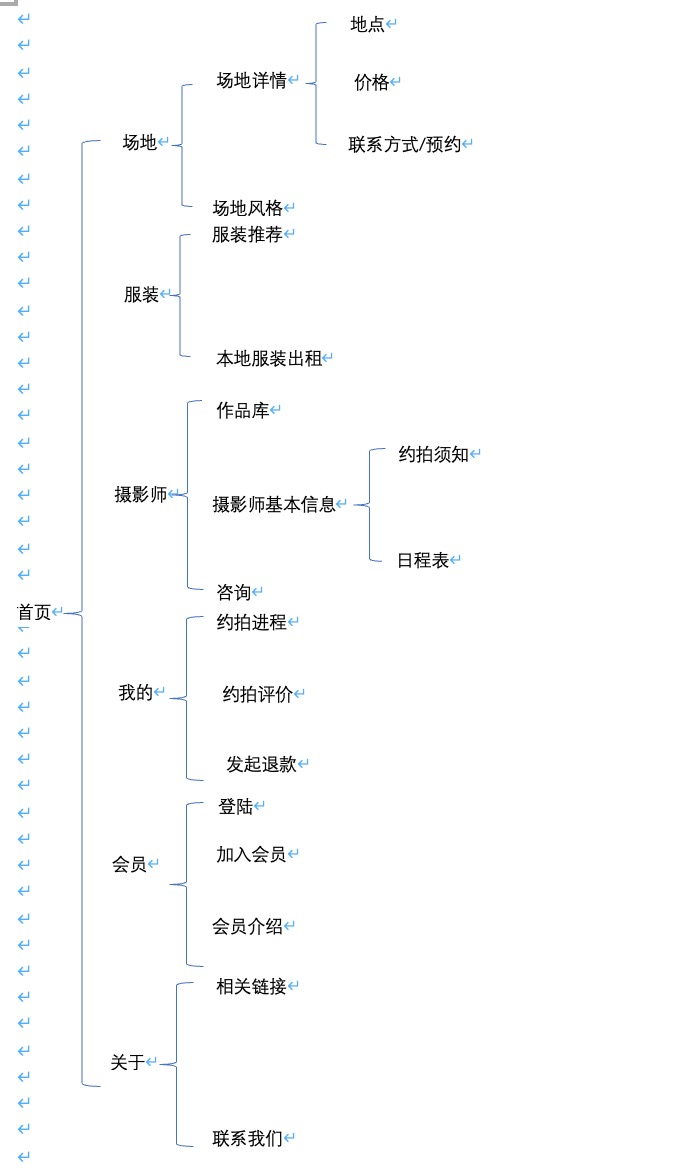 地点
场地详情
价格
场地
联系方式/预约
场地风格
服装推荐
服装
本地服装出租
作品库
约拍须知
摄影师
摄影师基本信息
日程表
咨询
首页
约拍进程
我的
约拍评价
发起退款
登陆
加入会员
会员
会员介绍
相关链接
关于
联系我们